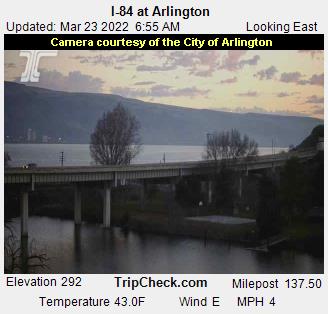 I-84 at Arlington
Updated: Mar 23 2022 6:55 AM Looking East
Camera courtesy of the City of Arlington
Elevation 292 TripCheck.com Milepost 137.50
Temperature 43.0F Wind E MPH 4